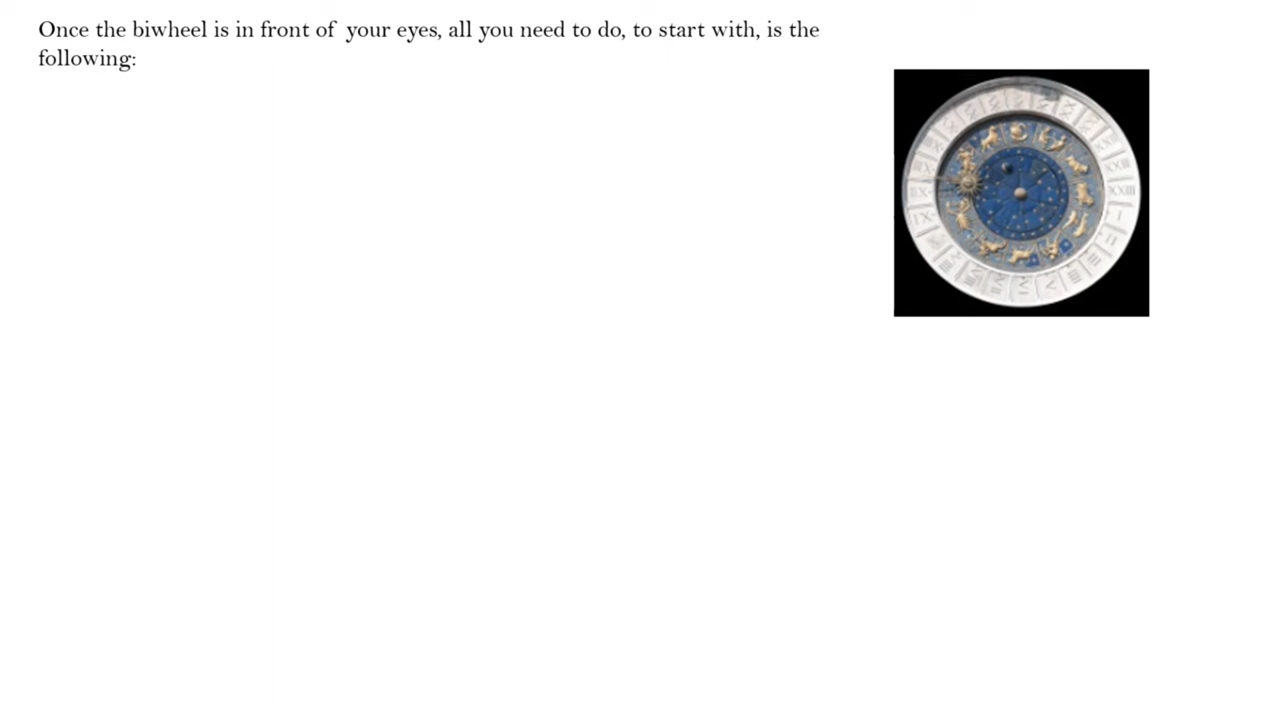 Once the biwheel is in front of your eyes, all you need to do, to start with, is the
following: